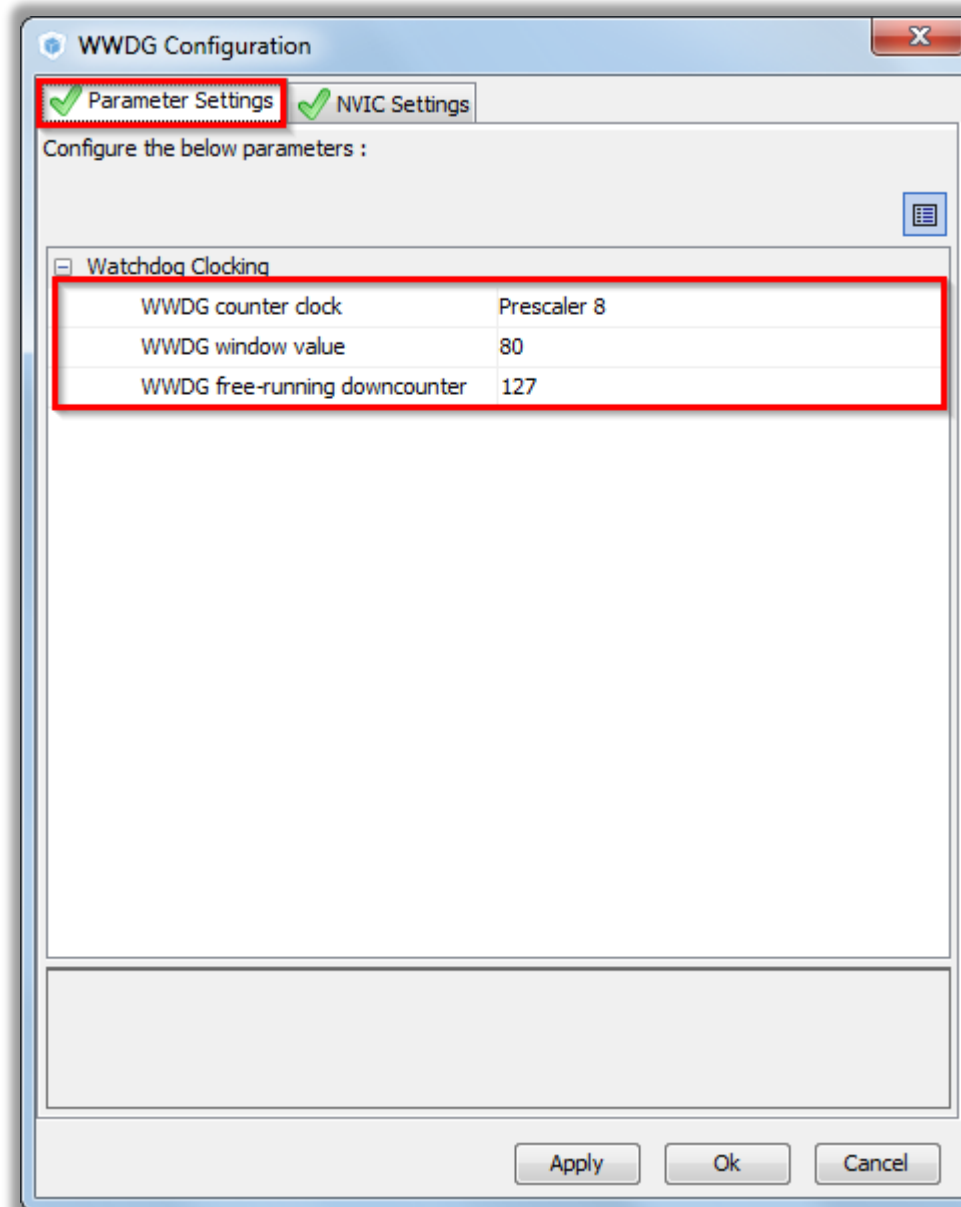 WWDG Configuration
Parameter Settings NVIC Settings
Configure the below parameters :
Watchdog Clocking
WWDG counter clock Prescaler 8
WWDG window value 80
WWDG free-running downcounter 127
Apply Ok Cancel